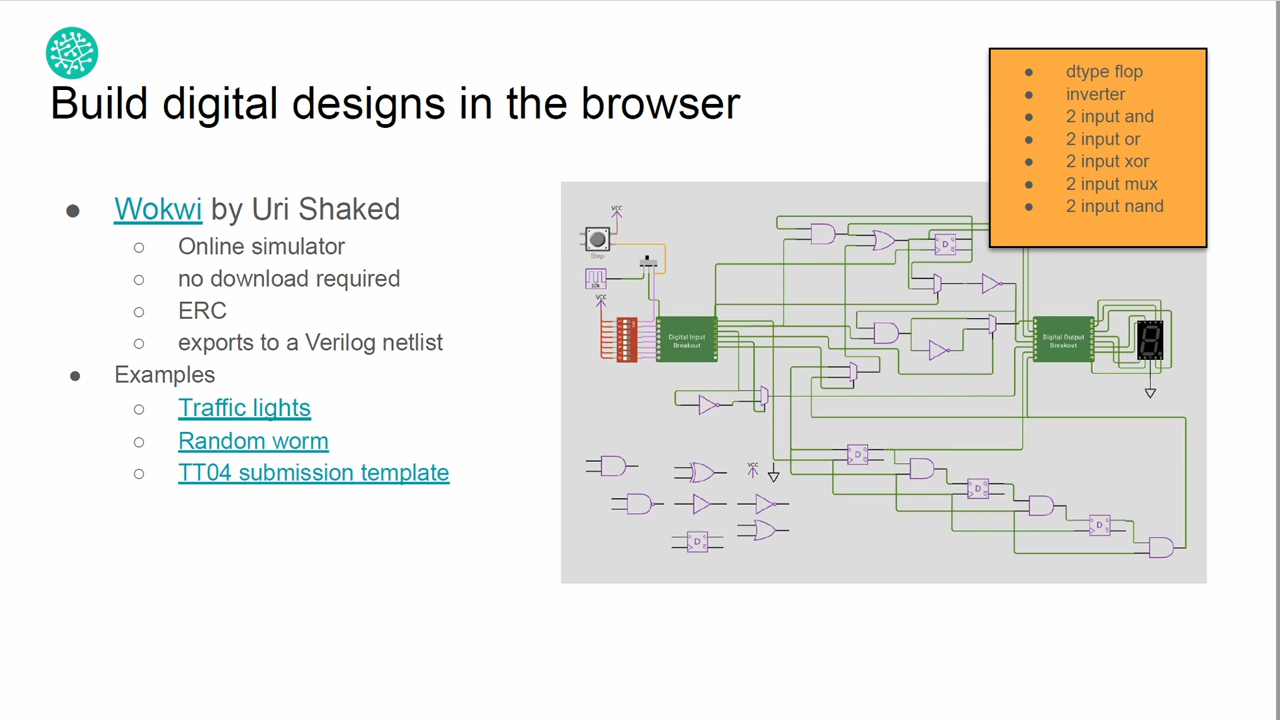 Build digital designs in the browser
dtype flop
inverter
2 input and
2 input or
2 input xor
2 input mux
2 input nand
Wokwi by Uri Shaked
Online simulator
no download required
ERC
exports to a Verilog netlist
Examples
Traffic lights
Random worm
TT04 submission template
VCC
Step
10k
VCC
Digital Input
Breakout
D
Digital Output
Breakout
D
D
D
VCC
D